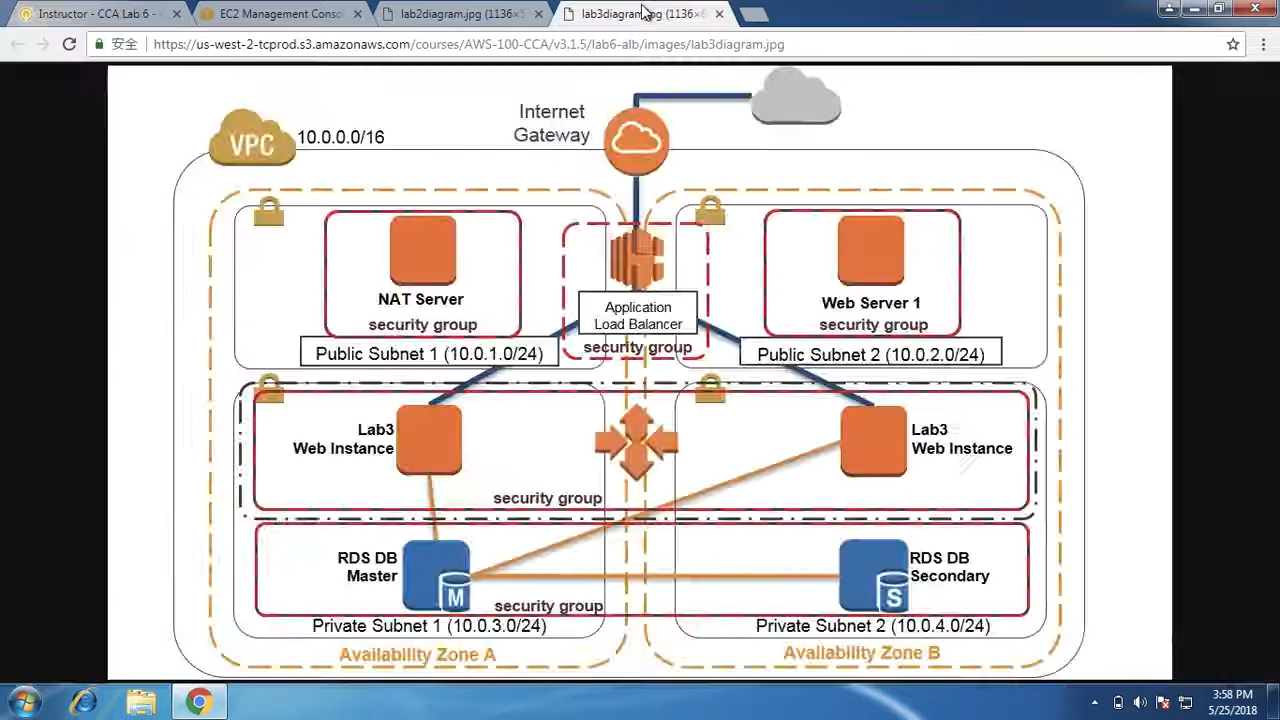 Instructor - CCA Lab 6 -
EC2 Management Conso
lab2diagram.jpg (1136×5
lab3diagram.jpg (1136×6
安全
https://us-west-2-tcprod.s3.amazonaws.com/courses/AWS-100-CCA/v3.1.5/lab6-alb/images/lab3diagram.jpg
Internet
Gateway
VPC
10.0.0.0/16
NAT Server
security group
Public Subnet 1 (10.0.1.0/24)
Application
Load Balancer
security group
Web Server 1
security group
Public Subnet 2 (10.0.2.0/24)
Lab3
Web Instance
Lab3
Web Instance
security group
RDS DB
Master
M
RDS DB
Secondary
S
security group
Private Subnet 1 (10.0.3.0/24)
Private Subnet 2 (10.0.4.0/24)
Availability Zone A
Availability Zone B
3:58 PM
5/25/2018